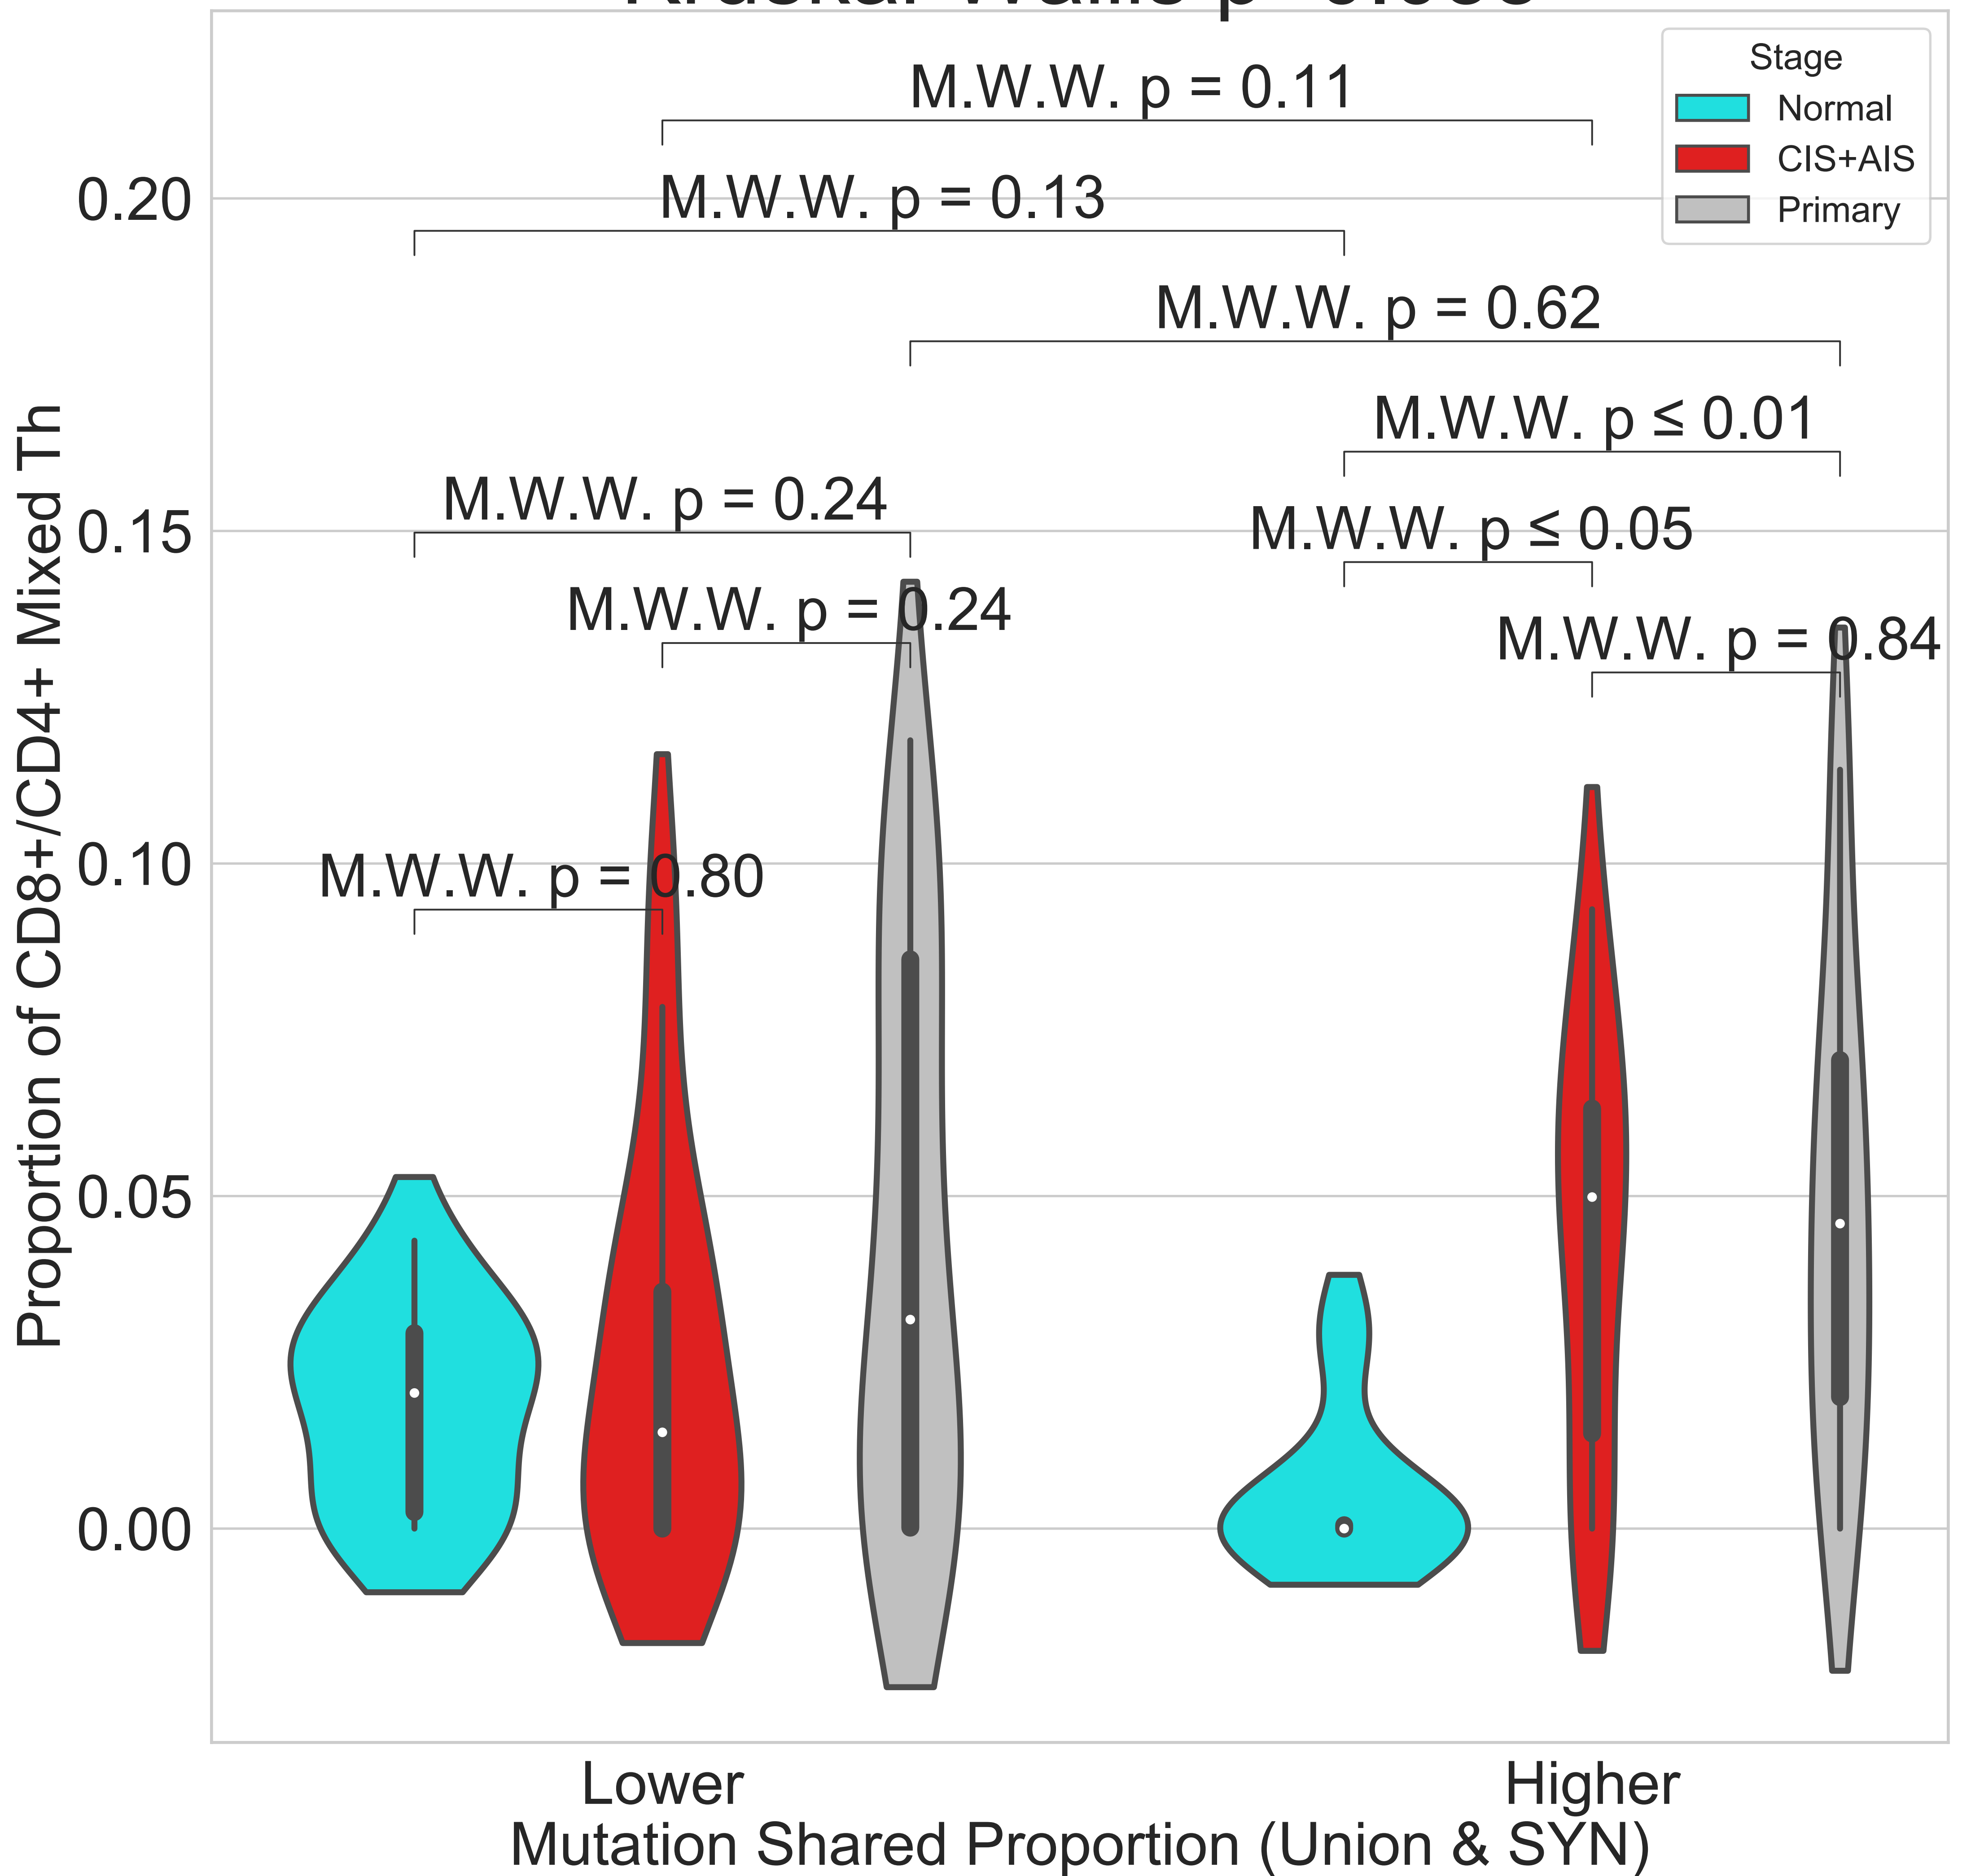 Stage
Normal
CIS+AIS
Primary
M.W.W. p = 0.11
M.W.W. p = 0.13
M.W.W. p = 0.62
M.W.W. p ≤ 0.01
M.W.W. p = 0.24
M.W.W. p ≤ 0.05
M.W.W. p = 0.24
M.W.W. p = 0.84
M.W.W. p = 0.80
0.20
0.15
0.10
0.05
0.00
Proportion of CD8+/CD4+ Mixed Th
Lower
Higher
Mutation Shared Proportion (Union & SYN)